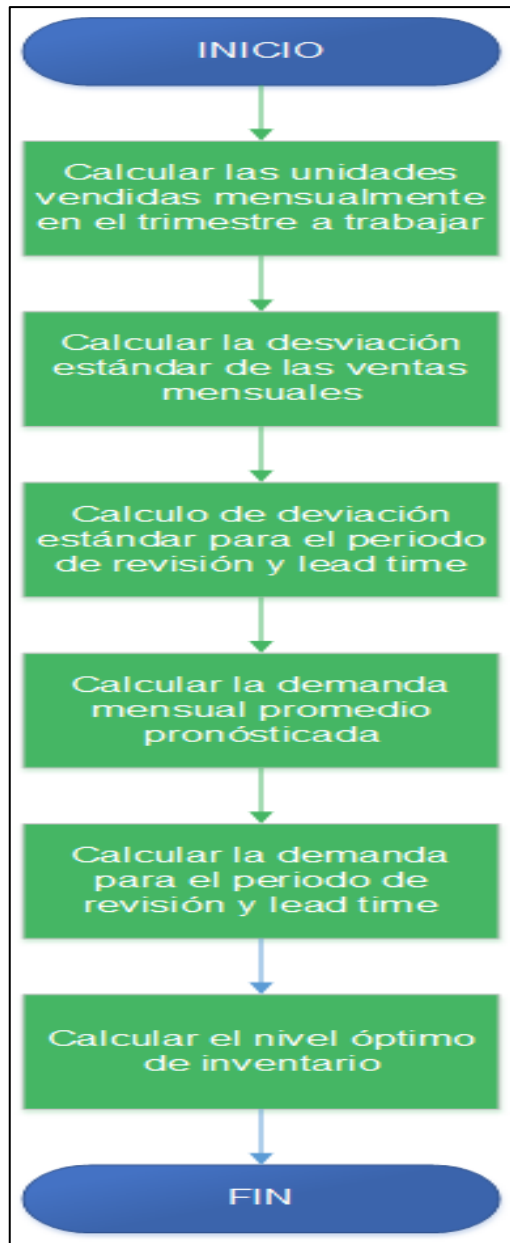 INICIO
Calcular las unidades
vendidas mensualmente
en el trimestre a trabajar
Calcular la desviación
estándar de las ventas
mensuales
Calculo de deviación
estándar para el periodo
de revisión y lead time
Calcular la demanda
mensual promedio
pronósticada
Calcular la demanda
para el periodo de
revisión y lead time
Calcular el nivel óptimo
de inventario
FIN